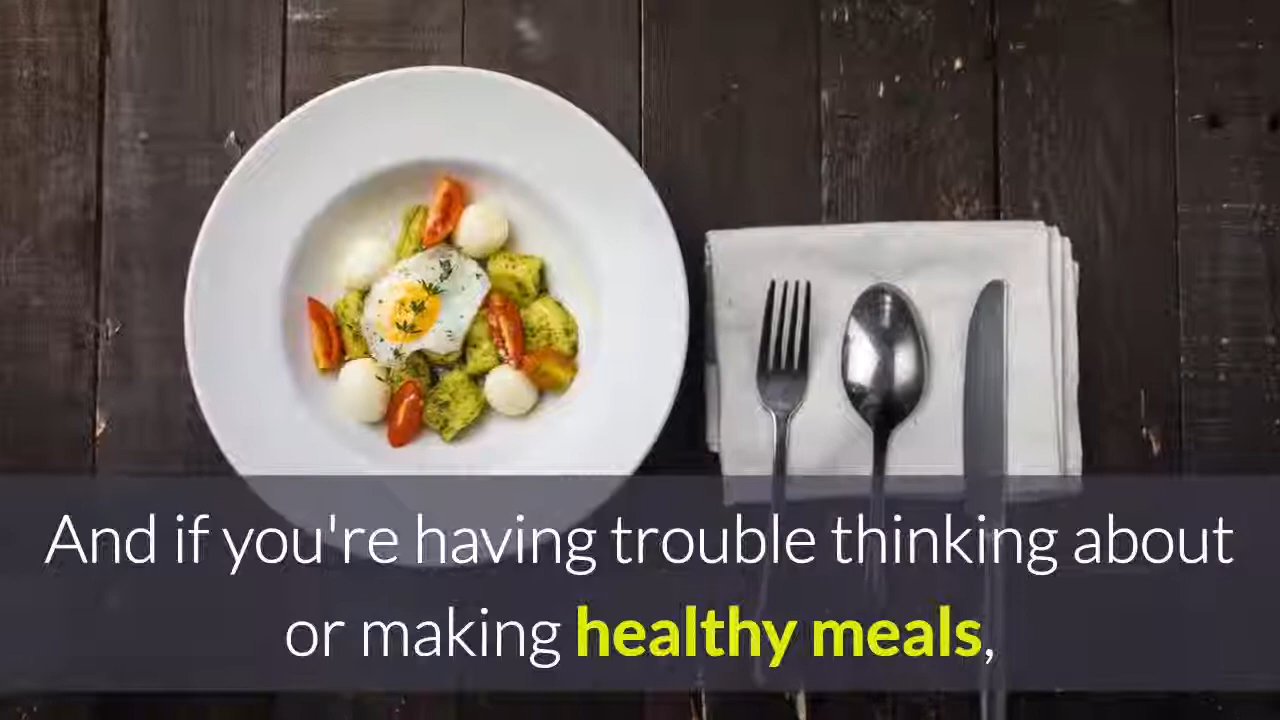 And if you're having trouble thinking about
or making healthy meals,